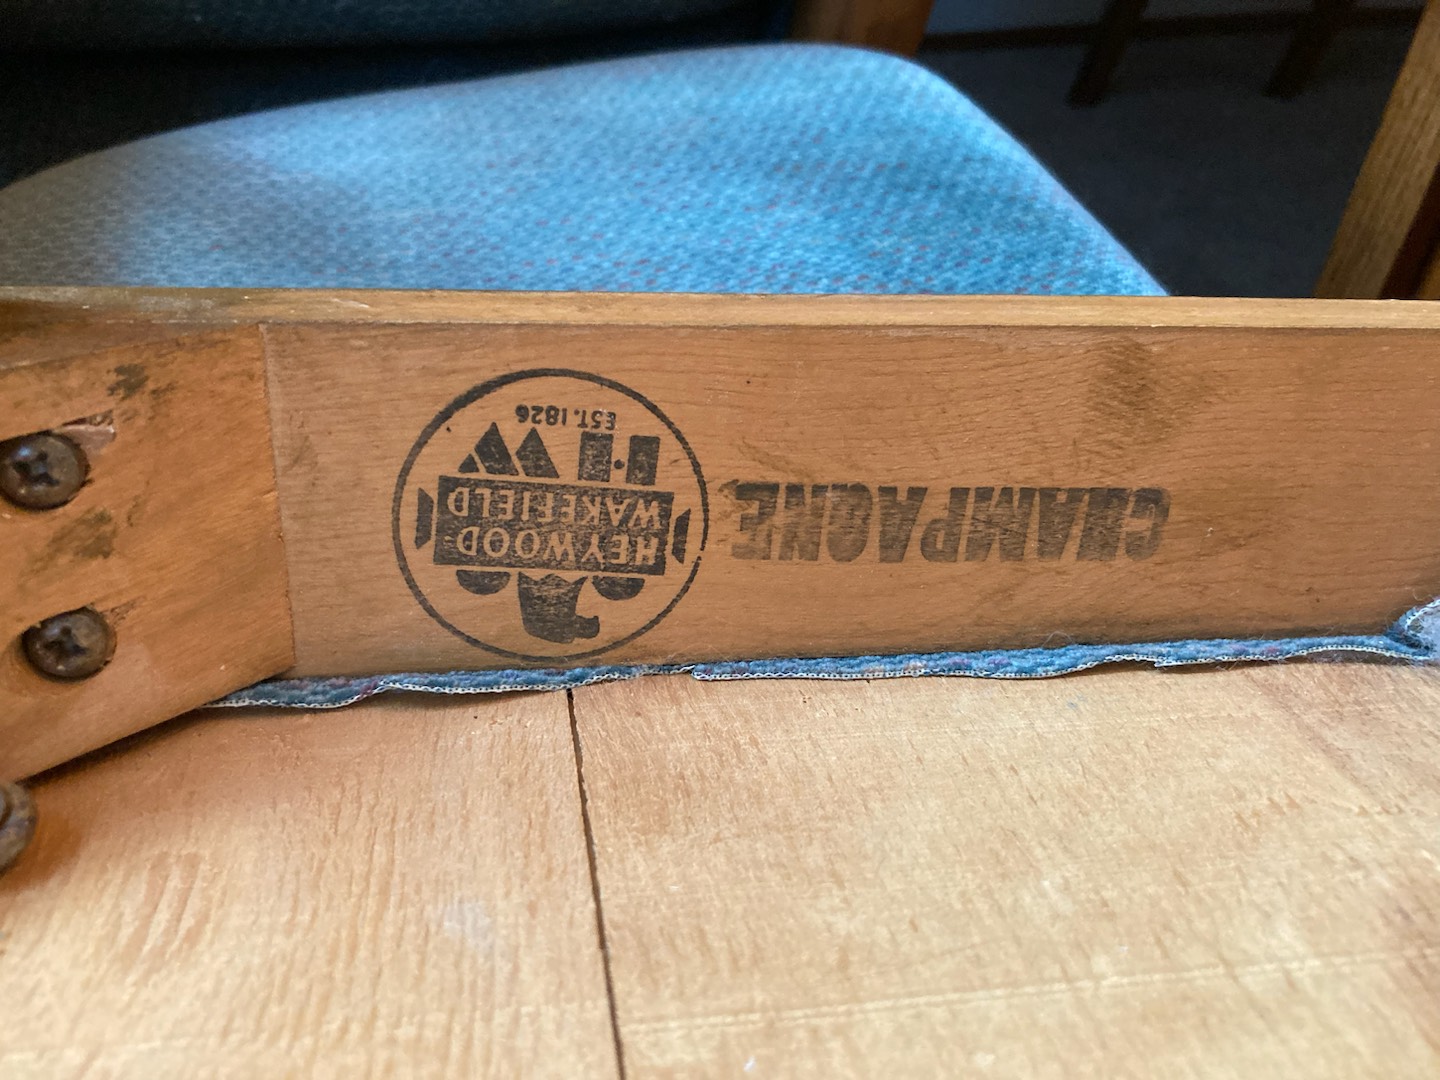 HEYWOOD-
WAKEFIELD
H·W
EST. 1826
CHAMPAGNE